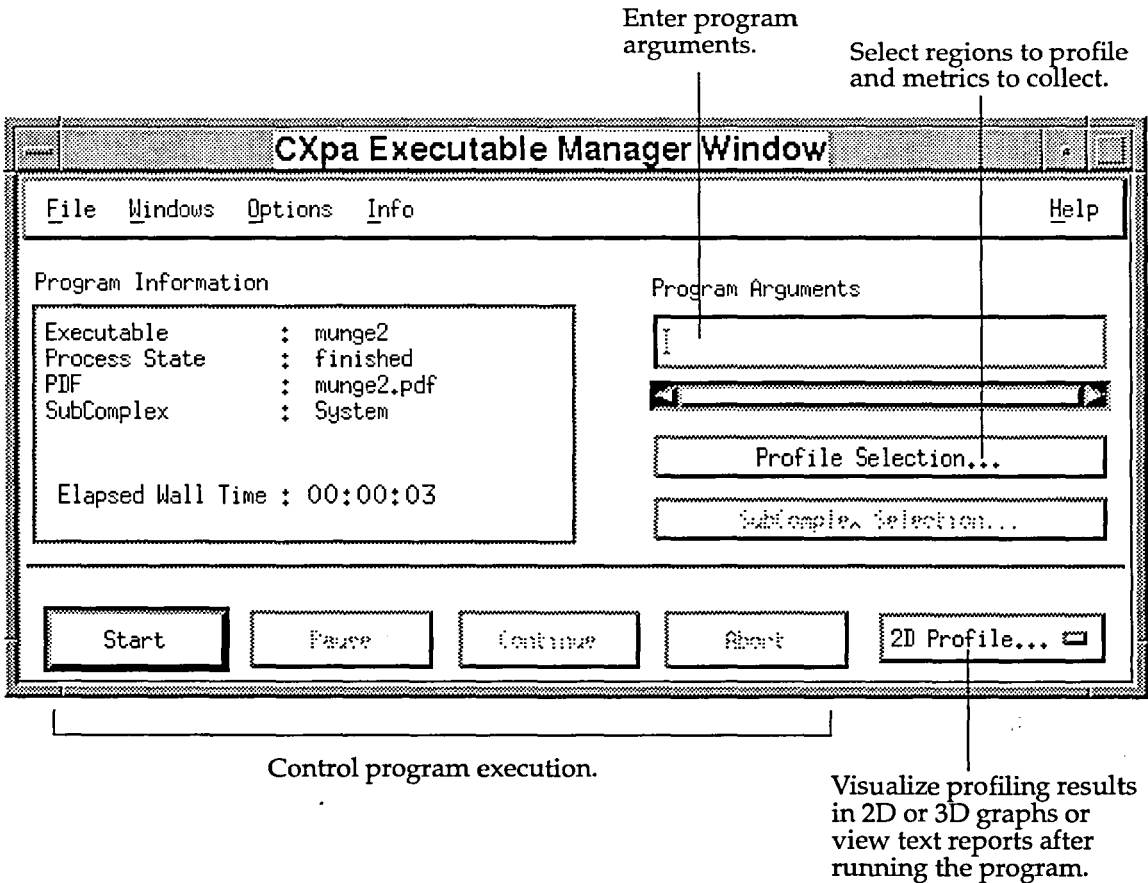 Enter program
arguments.
Select regions to profile
and metrics to collect.
CXpa Executable Manager Window
File Windows Options Info Help
Program Information
Executable : munge2
Process State : finished
PDF : munge2.pdf
SubComplex : System
Elapsed Wall Time : 00:00:03
Program Arguments
Profile Selection...
SubComplex Selection...
Start Pause Continue Abort 2D Profile...
Control program execution.
Visualize profiling results
in 2D or 3D graphs or
view text reports after
running the program.